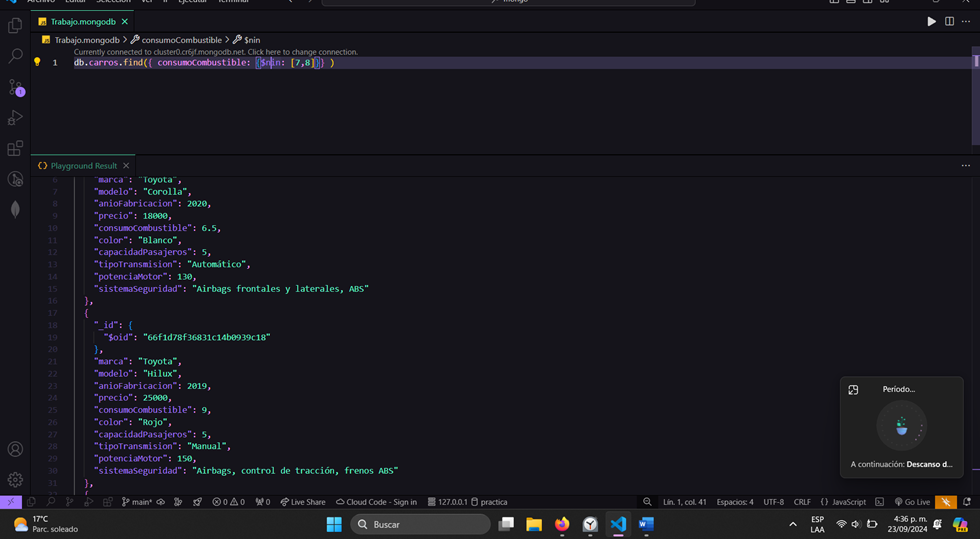 Archivo Editar Selección Ver Ir Ejecutar Terminal
mongo
Trabajo.mongodb
Trabajo.mongodb > consumoCombustible > $nin
Currently connected to cluster0.cr6jif.mongodb.net. Click here to change connection.
1 db.carros.find({ consumoCombustible: {$nin: [7,8]}} )
Playground Result
6 "marca": "Toyota",
7 "modelo": "Corolla",
8 "anioFabricacion": 2020,
9 "precio": 18000,
10 "consumoCombustible": 6.5,
11 "color": "Blanco",
12 "capacidadPasajeros": 5,
13 "tipoTransmision": "Automático",
14 "potenciaMotor": 130,
15 "sistemaSeguridad": "Airbags frontales y laterales, ABS"
16 },
17 {
18 "_id": {
19 "$oid": "66f1d78f36831c14b0939c18"
20 },
21 "marca": "Toyota",
22 "modelo": "Hilux",
23 "anioFabricacion": 2019,
24 "precio": 25000,
25 "consumoCombustible": 9,
26 "color": "Rojo",
27 "capacidadPasajeros": 5,
28 "tipoTransmision": "Manual",
29 "potenciaMotor": 150,
30 "sistemaSeguridad": "Airbags, control de tracción, frenos ABS"
31 },
Periodo...
A continuación: Descanso d...
1
main* 0 0 0 Live Share Cloud Code - Sign in 127.0.0.1 practica Lín. 1, col. 41 Espacios: 4 UTF-8 CRLF {} JavaScript Go Live
17°C
Parc. soleado
Buscar
ESP
LAA
4:36 p. m.
23/09/2024